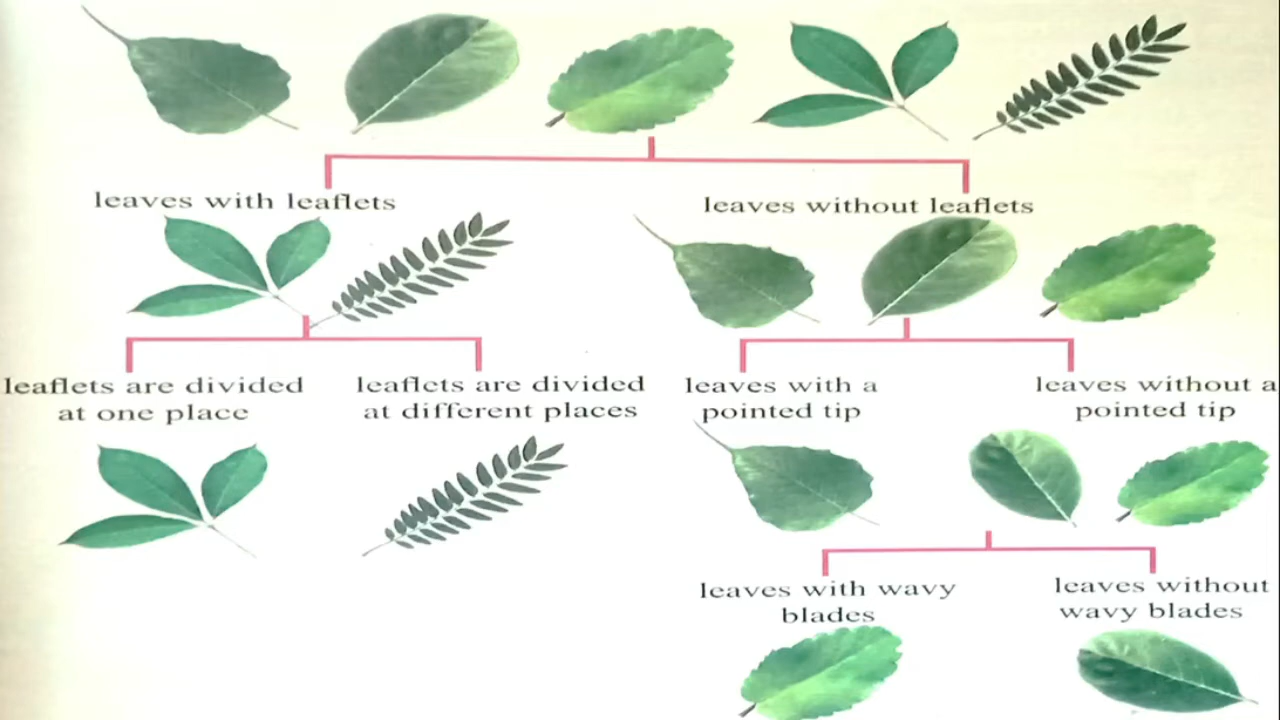 leaves with leaflets
leaves without leaflets
leaflets are divided
at one place
leaflets are divided
at different places
leaves with a
pointed tip
leaves without a
pointed tip
leaves with wavy
blades
leaves without
wavy blades